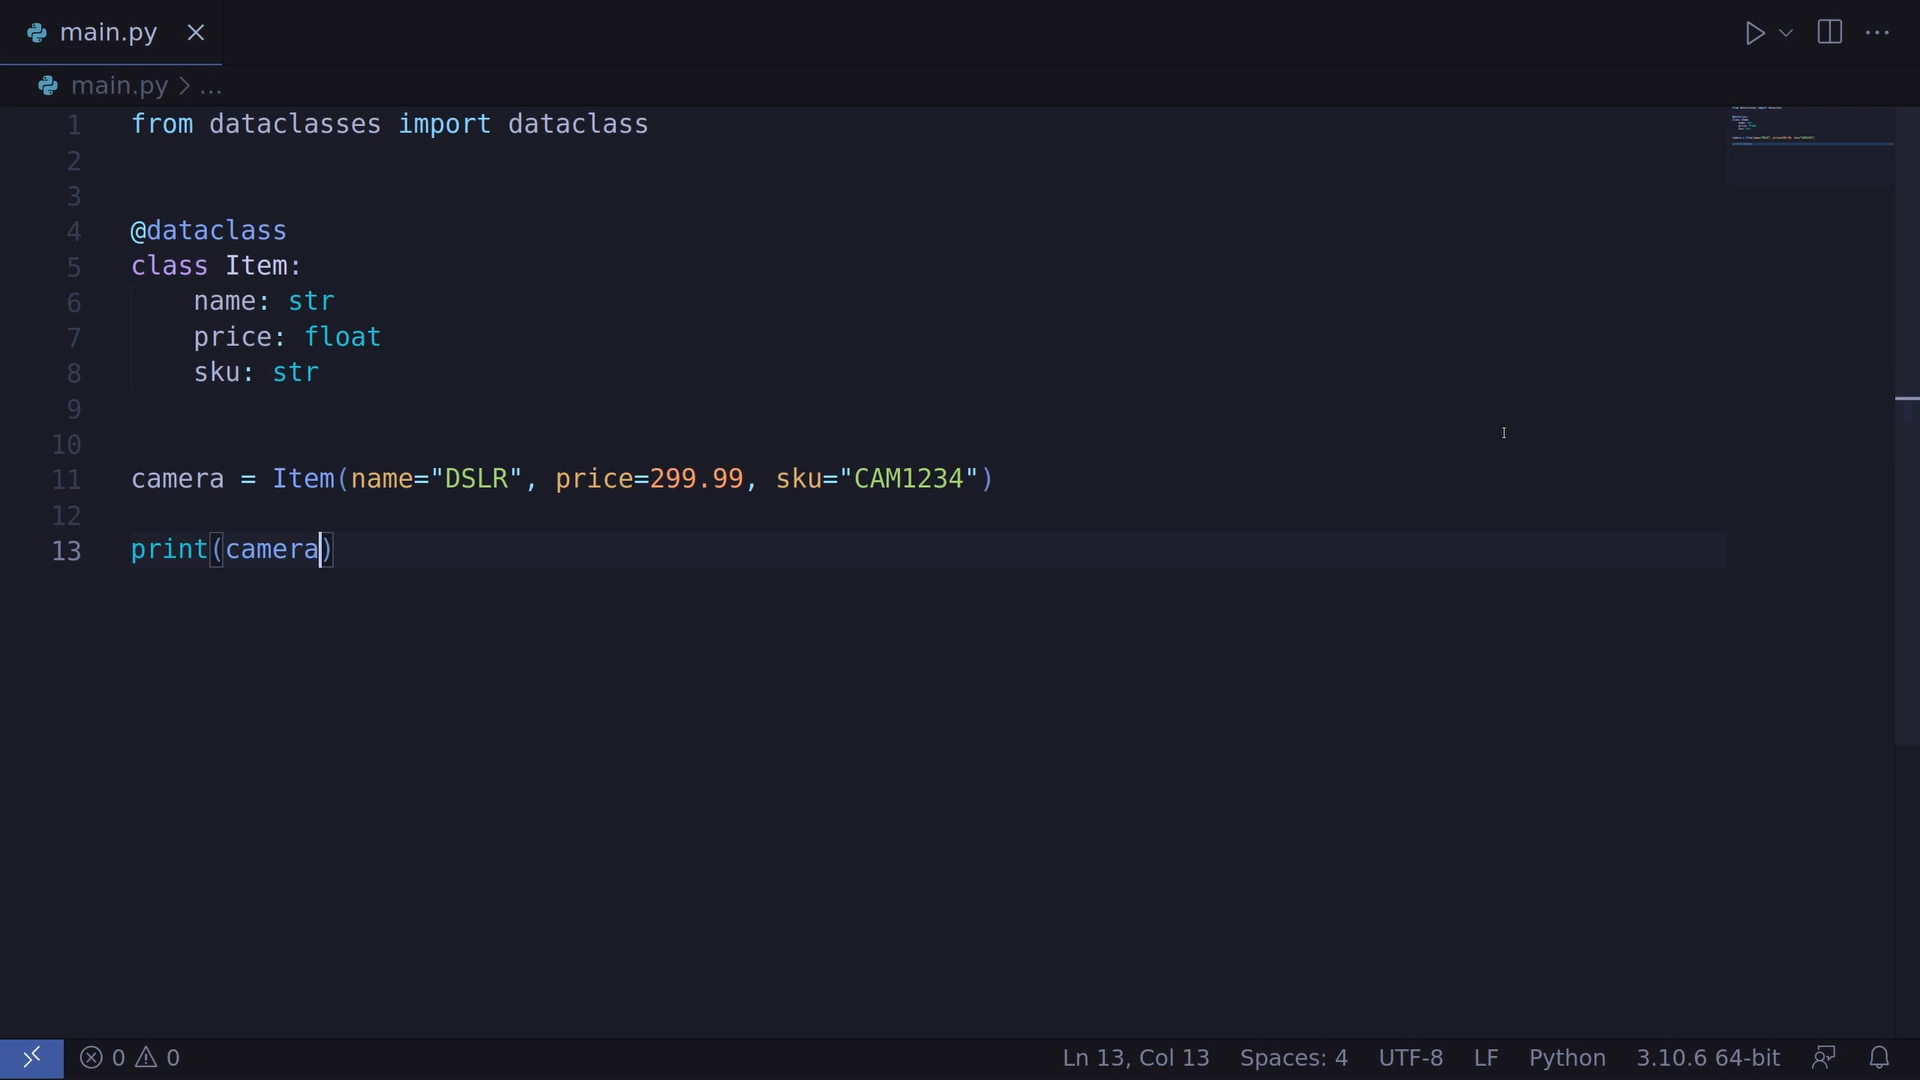 main.py
main.py > ...
1 from dataclasses import dataclass
2
3
4 @dataclass
5 class Item:
6     name: str
7     price: float
8     sku: str
9
10
11 camera = Item(name="DSLR", price=299.99, sku="CAM1234")
12
13 print(camera)
0 0 Ln 13, Col 13 Spaces: 4 UTF-8 LF Python 3.10.6 64-bit